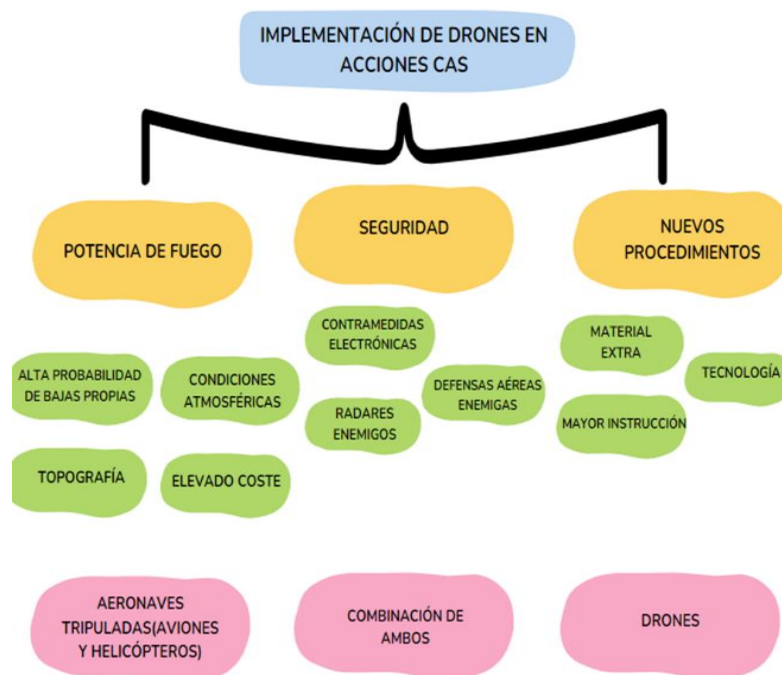 IMPLEMENTACIÓN DE DRONES EN
ACCIONES CAS
POTENCIA DE FUEGO
SEGURIDAD
NUEVOS
PROCEDIMIENTOS
ALTA PROBABILIDAD
DE BAJAS PROPIAS
CONDICIONES
ATMOSFÉRICAS
TOPOGRAFÍA
ELEVADO COSTE
CONTRAMEDIDAS
ELECTRÓNICAS
RADARES
ENEMIGOS
DEFENSAS AÉREAS
ENEMIGAS
MATERIAL
EXTRA
TECNOLOGÍA
MAYOR INSTRUCCIÓN
AERONAVES
TRIPULADAS(AVIONES
Y HELICÓPTEROS)
COMBINACIÓN DE
AMBOS
DRONES